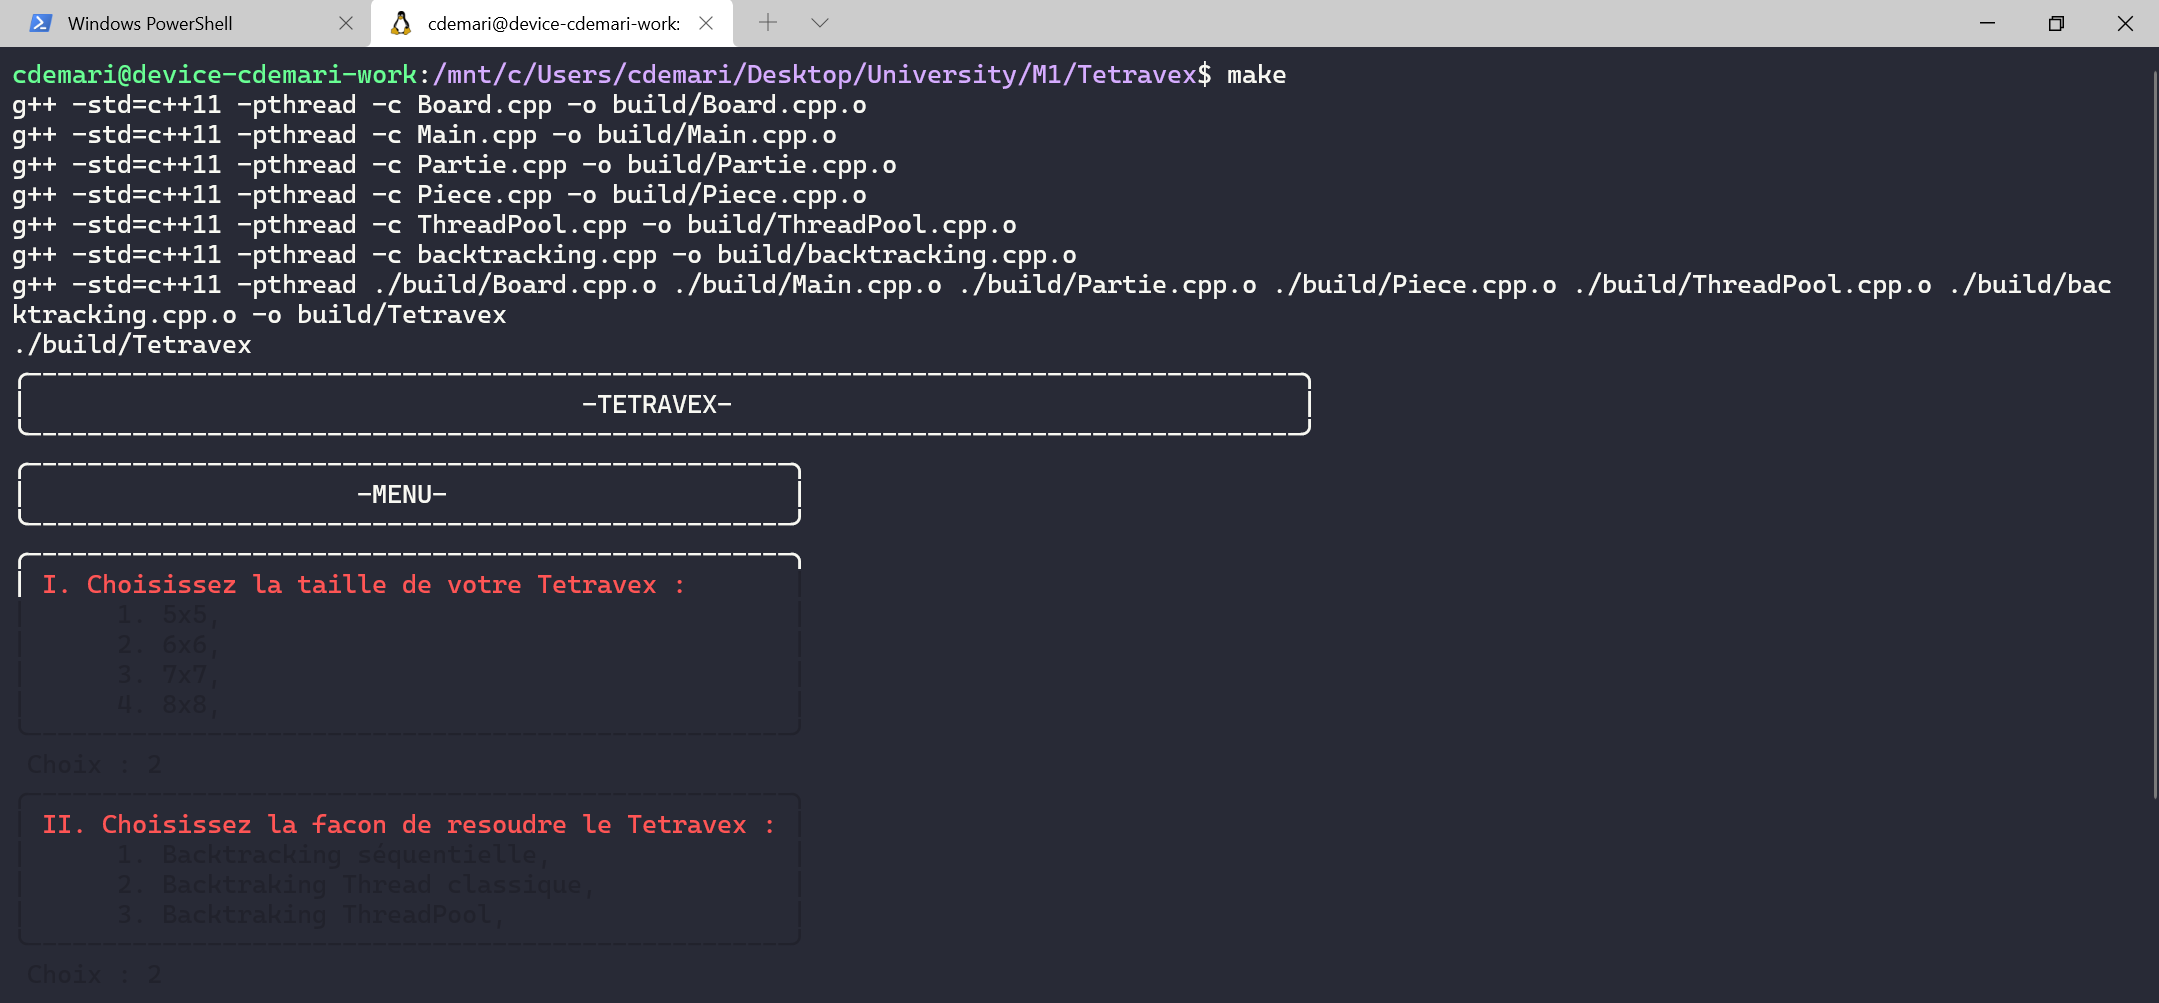 Windows PowerShell
cdemari@device-cdemari-work:
cdemari@device-cdemari-work:/mnt/c/Users/cdemari/Desktop/University/M1/Tetravex$ make
g++ -std=c++11 -pthread -c Board.cpp -o build/Board.cpp.o
g++ -std=c++11 -pthread -c Main.cpp -o build/Main.cpp.o
g++ -std=c++11 -pthread -c Partie.cpp -o build/Partie.cpp.o
g++ -std=c++11 -pthread -c Piece.cpp -o build/Piece.cpp.o
g++ -std=c++11 -pthread -c ThreadPool.cpp -o build/ThreadPool.cpp.o
g++ -std=c++11 -pthread -c backtracking.cpp -o build/backtracking.cpp.o
g++ -std=c++11 -pthread ./build/Board.cpp.o ./build/Main.cpp.o ./build/Partie.cpp.o ./build/Piece.cpp.o ./build/ThreadPool.cpp.o ./build/bac
ktracking.cpp.o -o build/Tetravex
./build/Tetravex
-TETRAVEX-
-MENU-
I. Choisissez la taille de votre Tetravex :
1. 5x5,
2. 6x6,
3. 7x7,
4. 8x8,
Choix : 2
II. Choisissez la facon de resoudre le Tetravex :
1. Backtracking séquentielle,
2. Backtraking Thread classique,
3. Backtraking ThreadPool,
Choix : 2